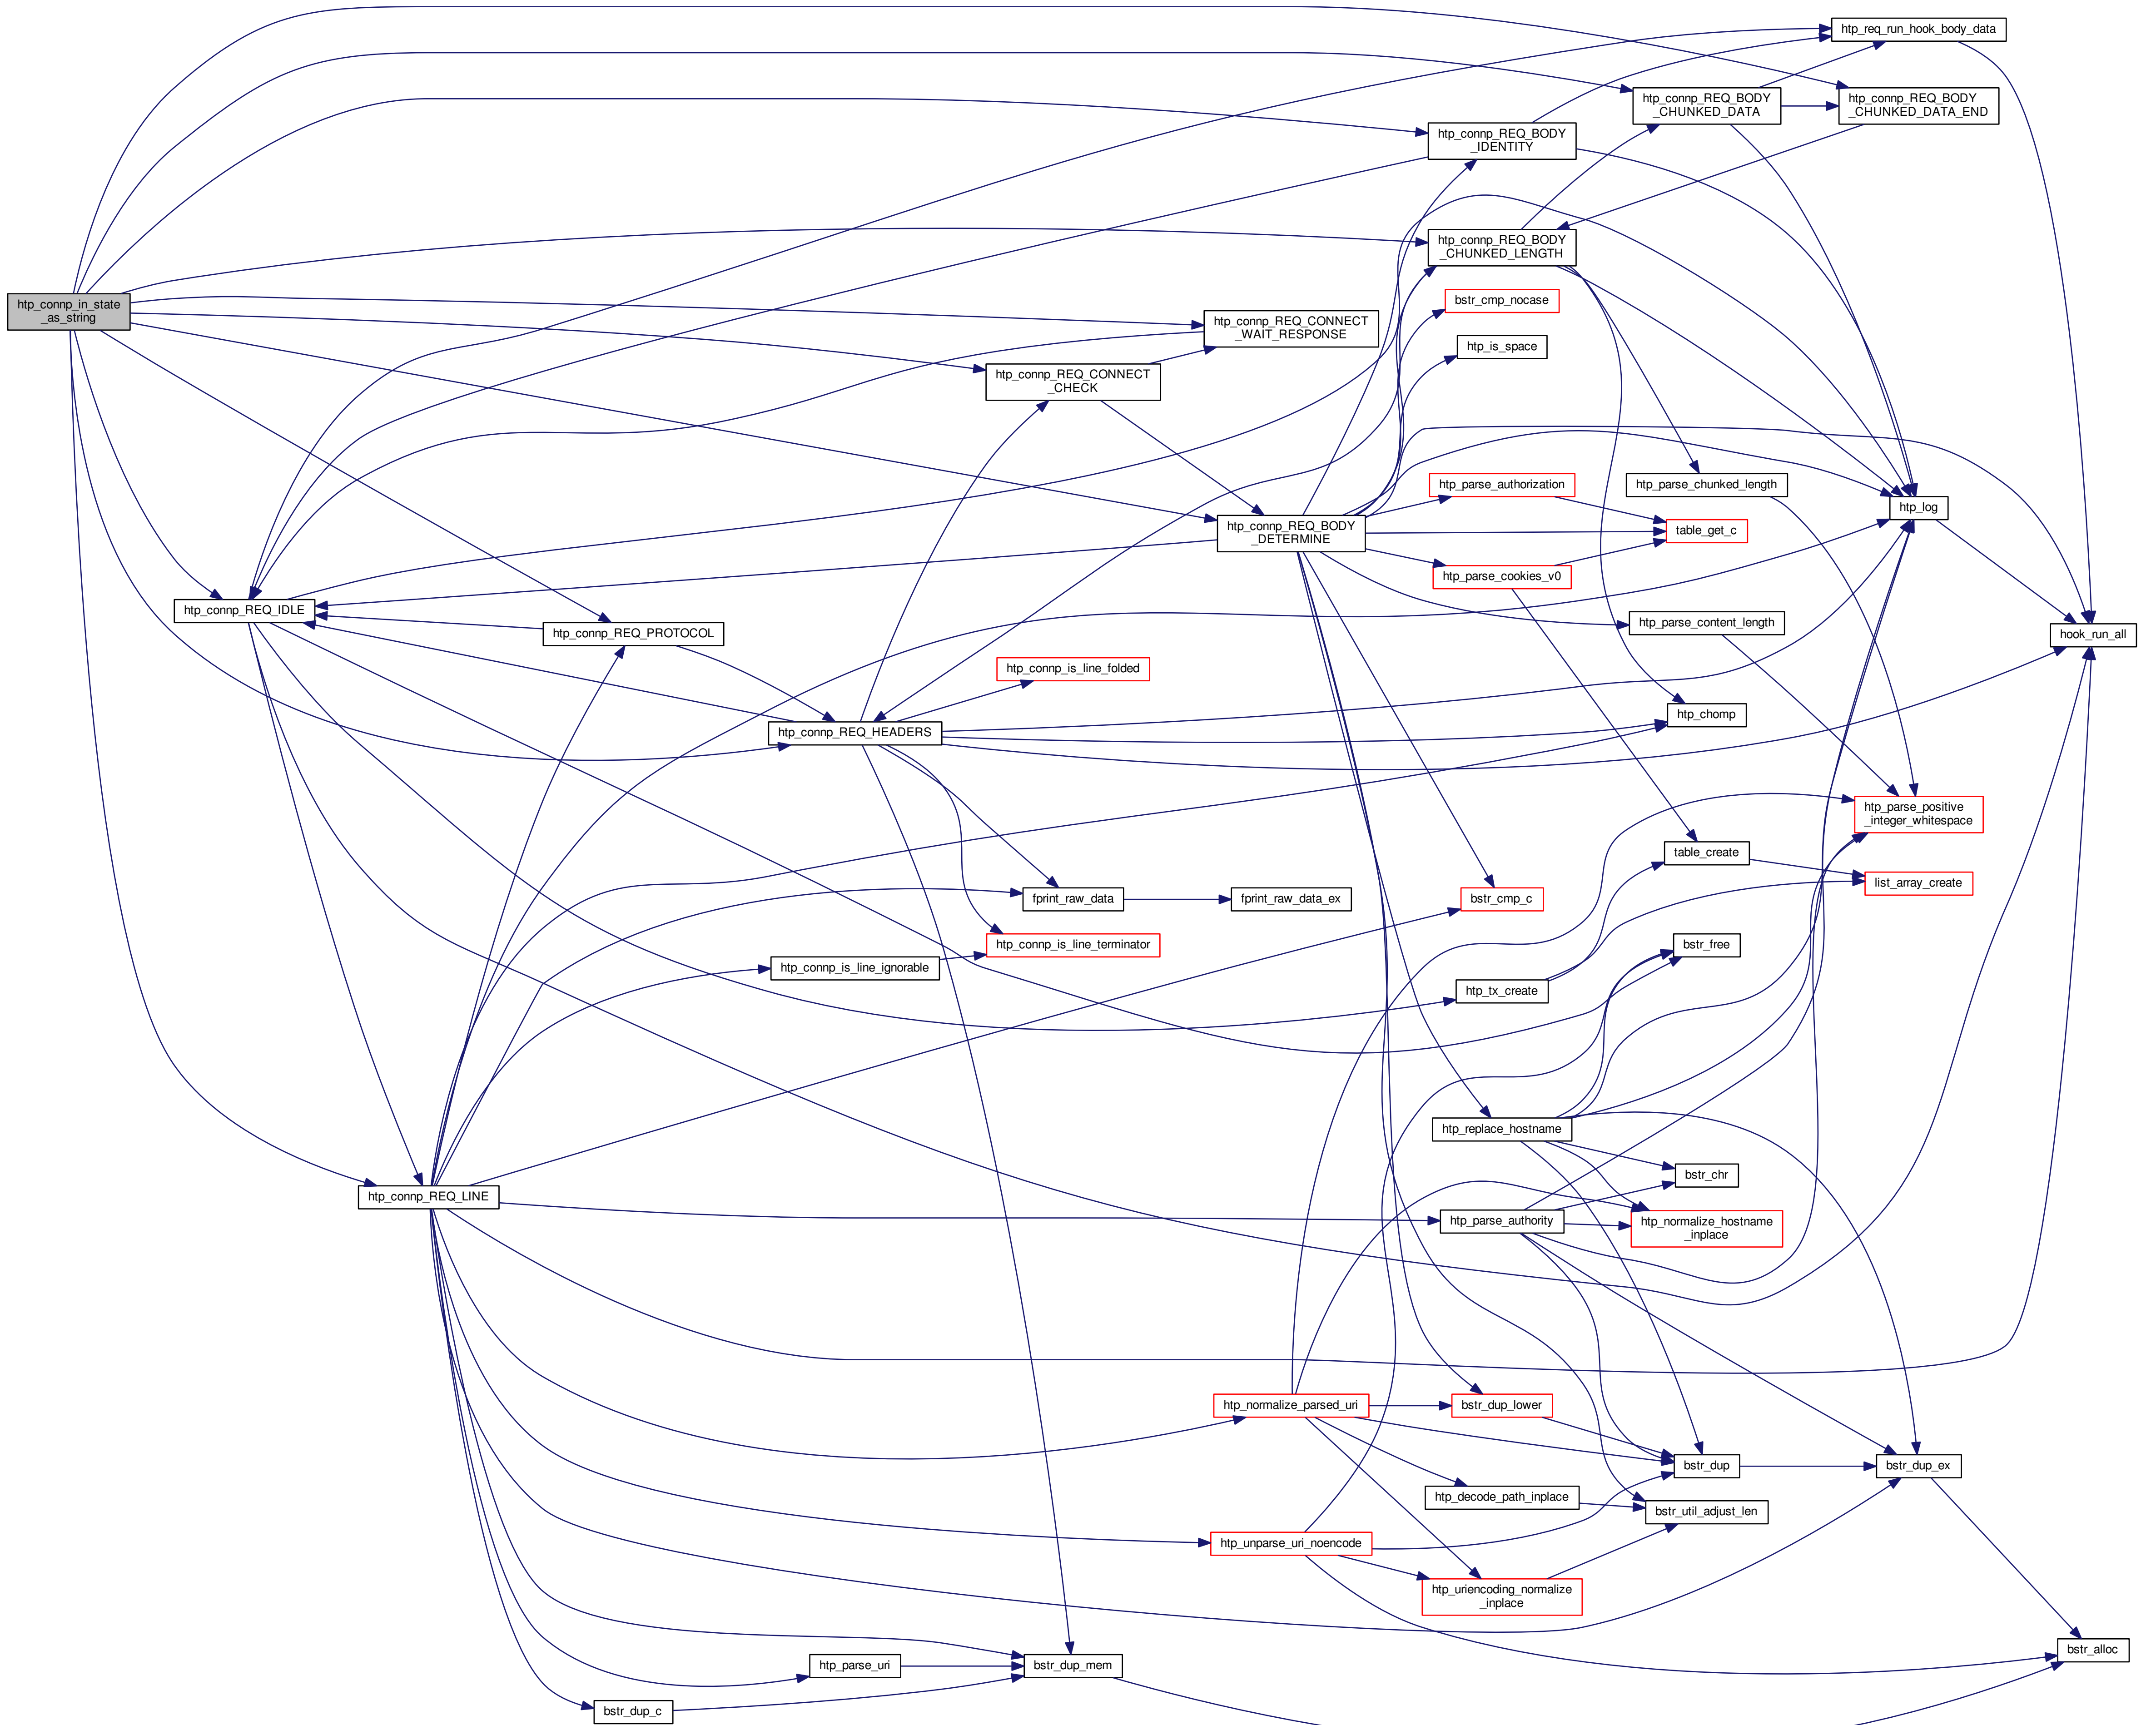 htp_req_run_hook_body_data
htp_connp_REQ_BODY
_CHUNKED_DATA
htp_connp_REQ_BODY
_CHUNKED_DATA_END
htp_connp_REQ_BODY
_IDENTITY
htp_connp_REQ_BODY
_CHUNKED_LENGTH
bstr_cmp_nocase
htp_connp_in_state
_as_string
htp_connp_REQ_CONNECT
_WAIT_RESPONSE
htp_is_space
htp_connp_REQ_CONNECT
_CHECK
htp_parse_authorization
htp_parse_chunked_length
htp_log
htp_connp_REQ_BODY
_DETERMINE
table_get_c
htp_parse_cookies_v0
htp_connp_REQ_IDLE
htp_connp_REQ_PROTOCOL
htp_parse_content_length
hook_run_all
htp_connp_is_line_folded
htp_chomp
htp_connp_REQ_HEADERS
htp_parse_positive
_integer_whitespace
table_create
list_array_create
fprint_raw_data
fprint_raw_data_ex
bstr_cmp_c
htp_connp_is_line_terminator
bstr_free
htp_connp_is_line_ignorable
htp_tx_create
htp_replace_hostname
bstr_chr
htp_connp_REQ_LINE
htp_parse_authority
htp_normalize_hostname
_inplace
htp_normalize_parsed_uri
bstr_dup_lower
bstr_dup
bstr_dup_ex
htp_decode_path_inplace
bstr_util_adjust_len
htp_unparse_uri_noencode
htp_uriencoding_normalize
_inplace
bstr_alloc
htp_parse_uri
bstr_dup_mem
bstr_dup_c